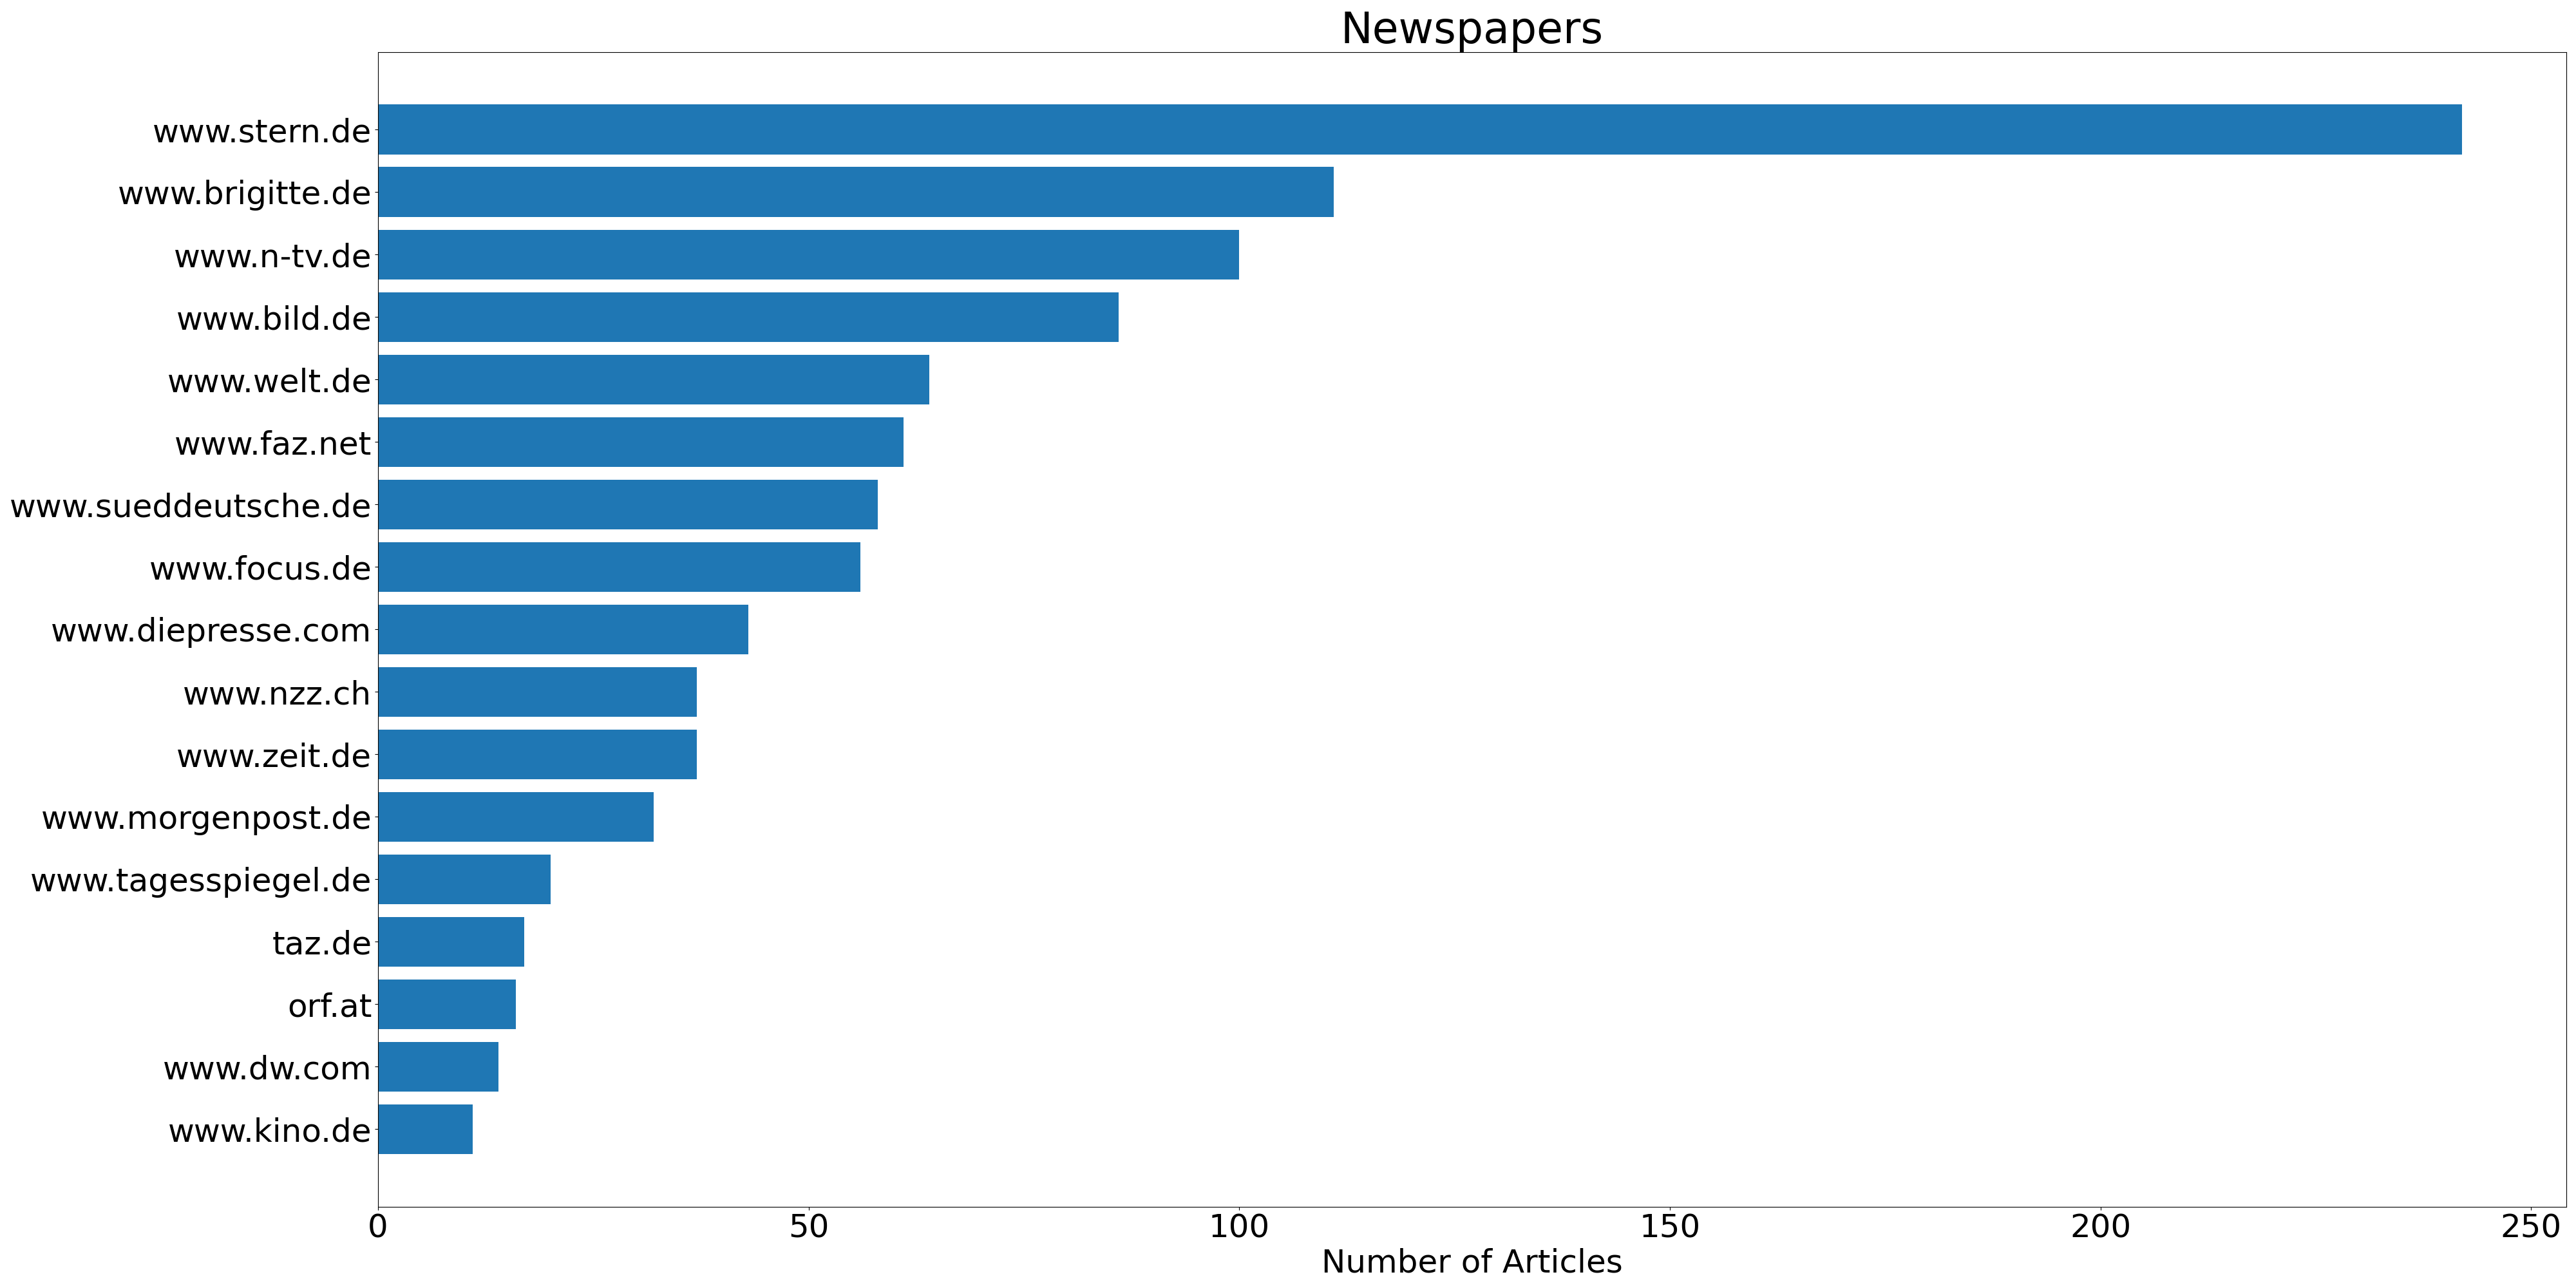 Newspapers
www.stern.de
www.brigitte.de
www.n-tv.de
www.bild.de
www.welt.de
www.faz.net
www.sueddeutsche.de
www.focus.de
www.diepresse.com
www.nzz.ch
www.zeit.de
www.morgenpost.de
www.tagesspiegel.de
taz.de
orf.at
www.dw.com
www.kino.de
0 50 100 150 200 250
Number of Articles